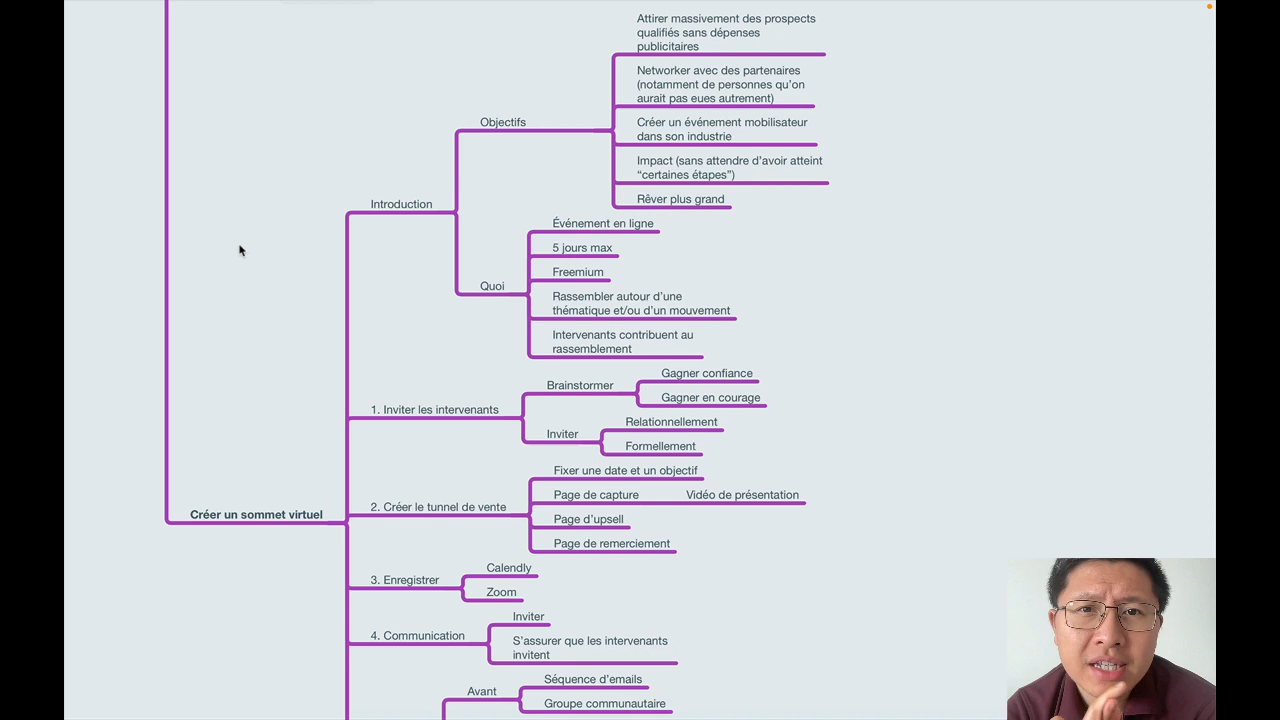 Attirer massivement des prospects
qualifiés sans dépenses
publicitaires
Networker avec des partenaires
(notamment de personnes qu’on
aurait pas eues autrement)
Objectifs
Créer un événement mobilisateur
dans son industrie
Impact (sans attendre d’avoir atteint
“certaines étapes”)
Rêver plus grand
Introduction
Événement en ligne
5 jours max
Freemium
Quoi
Rassembler autour d’une
thématique et/ou d’un mouvement
Intervenants contribuent au
rassemblement
1. Inviter les intervenants
Brainstormer
Gagner confiance
Gagner en courage
Inviter
Relationnellement
Formellement
Créer un sommet virtuel
2. Créer le tunnel de vente
Fixer une date et un objectif
Page de capture
Vidéo de présentation
Page d’upsell
Page de remerciement
3. Enregistrer
Calendly
Zoom
4. Communication
Inviter
S’assurer que les intervenants
invitent
Avant
Séquence d’emails
Groupe communautaire